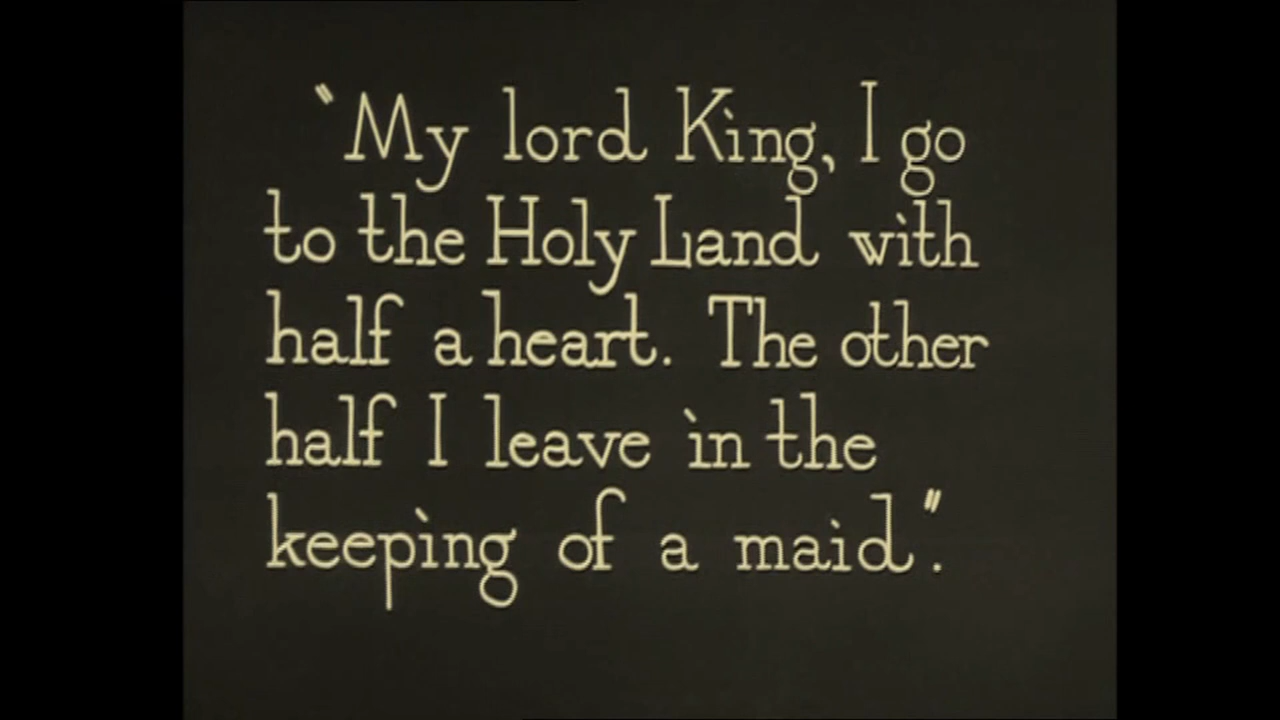 "My lord King, I go
to the Holy Land with
half a heart. The other
half I leave in the
keeping of a maid".